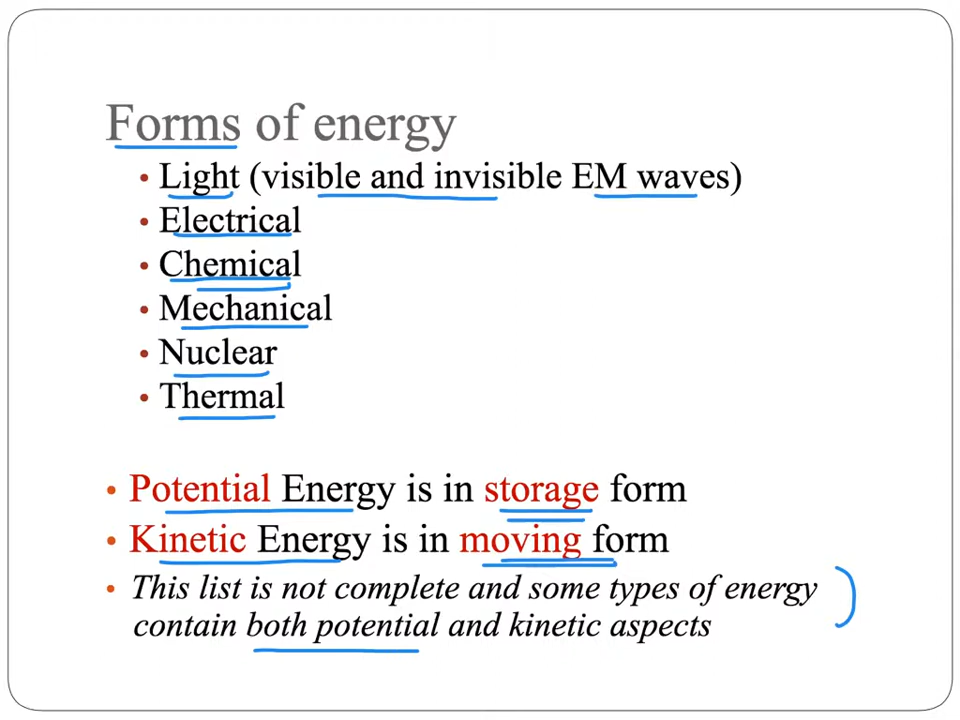 Forms of energy
• Light (visible and invisible EM waves)
• Electrical
• Chemical
• Mechanical
• Nuclear
• Thermal
• Potential Energy is in storage form
• Kinetic Energy is in moving form
• This list is not complete and some types of energy
contain both potential and kinetic aspects